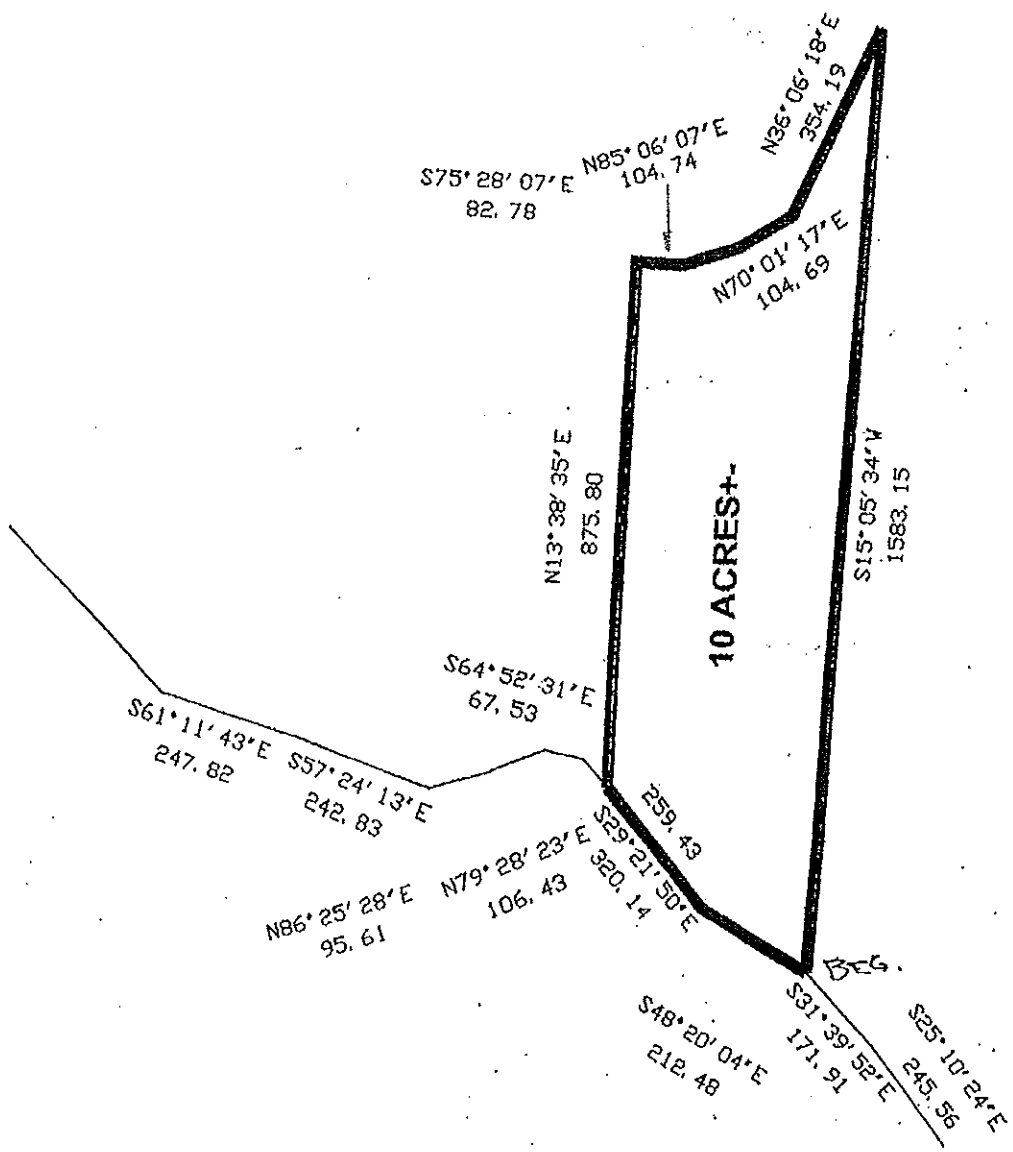 N36° 06' 18"E
354. 19
N85° 06' 07"E
104. 74
S75° 28' 07"E
82. 78
N70° 01' 17"E
104. 69
N13° 38' 35"E
875. 80
10 ACRES+-
S15° 05' 34"W
1583. 15
S64° 52' 31"E
67. 53
S61° 11' 43"E
247. 82
S57° 24' 13"E
242. 83
259. 43
S29° 21' 50"E
320. 14
N79° 28' 23"E
106. 43
N86° 25' 28"E
95. 61
BEG.
S48° 20' 04"E
212. 48
S31° 39' 52"E
171. 91
S25° 10' 24"E
245. 56